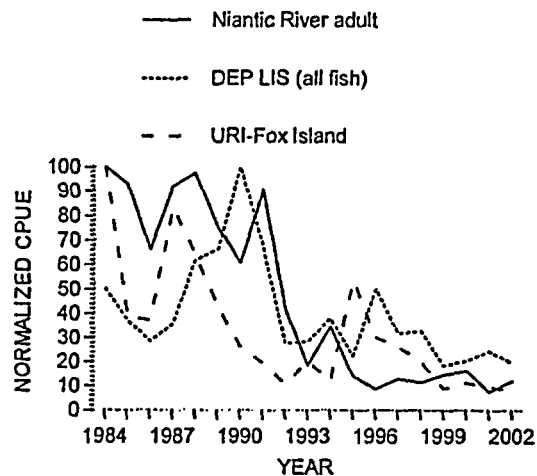 Niantic River adult
DEP LIS (all fish)
URI-Fox Island
NORMALIZED CPUE
100
90
80
70
60
50
40
30
20
10
0
1984 1987 1990 1993 1996 1999 2002
YEAR